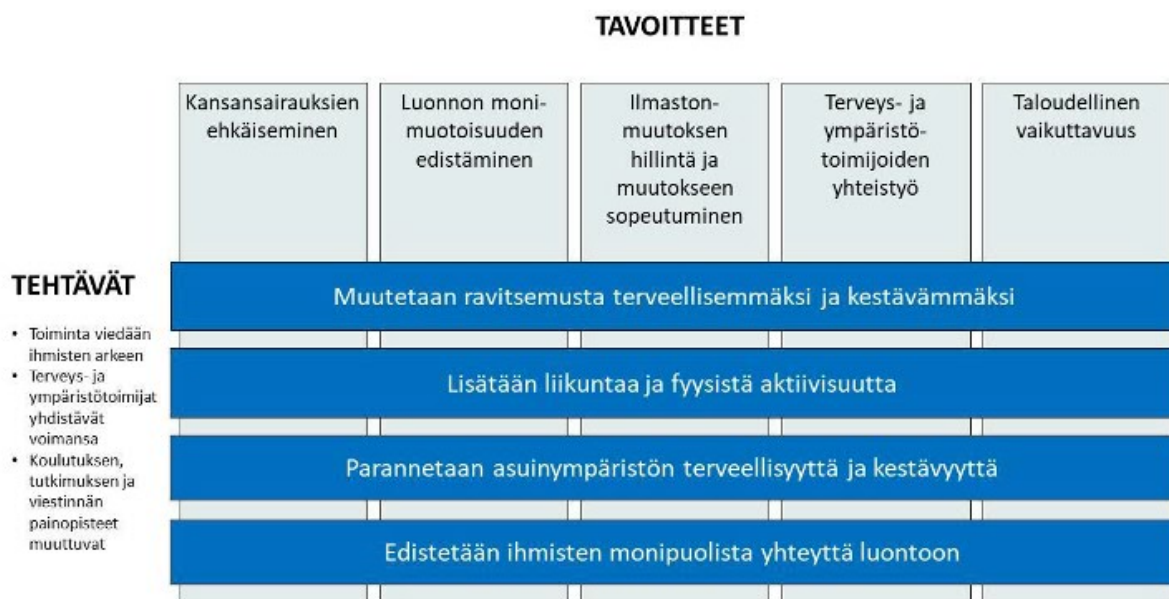 TAVOITTEET
Kansansairauksien
ehkäiseminen
Luonnon moni-
muotoisuuden
edistäminen
Ilmaston-
muutoksen
hillintä ja
muutokseen
sopeutuminen
Terveys- ja
ympäristö-
toimijoiden
yhteistyö
Taloudellinen
vaikuttavuus
TEHTÄVÄT
• Toiminta viedään
ihmisten arkeen
• Terveys- ja
ympäristötoimijat
yhdistävät
voimansa
• Koulutuksen,
tutkimuksen ja
viestinnän
painopisteet
muuttuvat
Muutetaan ravitsemusta terveellisemmäksi ja kestävämmäksi
Lisätään liikuntaa ja fyysistä aktiivisuutta
Parannetaan asuinympäristön terveellisyyttä ja kestävyyttä
Edistetään ihmisten monipuolista yhteyttä luontoon